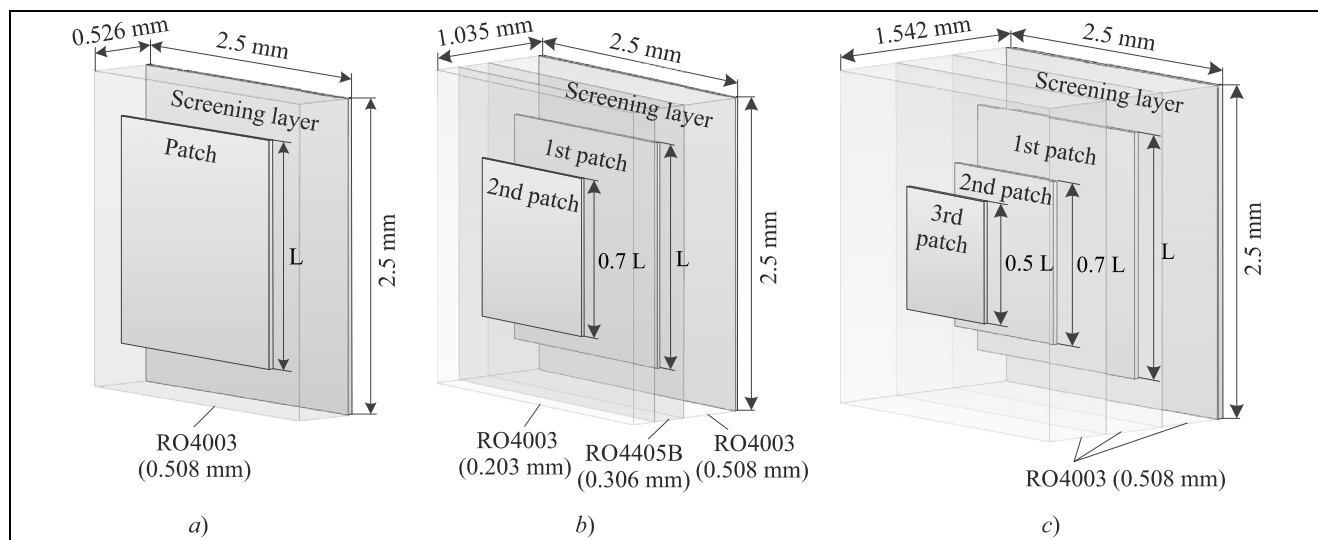 0.526 mm
2.5 mm
Screening layer
Patch
L
2.5 mm
RO4003
(0.508 mm)
a)
1.035 mm
2.5 mm
Screening layer
1st patch
2nd patch
0.7 L
L
2.5 mm
RO4003
(0.203 mm)
RO4405B
(0.306 mm)
RO4003
(0.508 mm)
b)
1.542 mm
2.5 mm
Screening layer
1st patch
2nd patch
3rd
patch
0.5 L
0.7 L
L
2.5 mm
RO4003 (0.508 mm)
c)